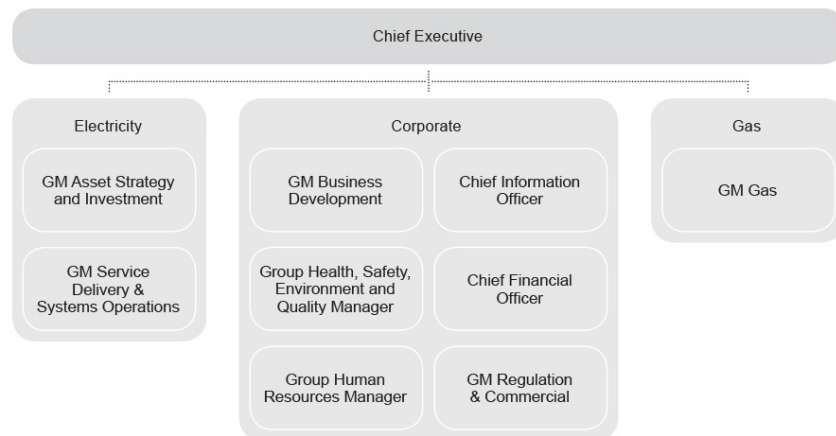 Chief Executive
Electricity
GM Asset Strategy
and Investment
GM Service
Delivery &
Systems Operations
Corporate
GM Business
Development
Chief Information
Officer
Group Health, Safety,
Environment and
Quality Manager
Chief Financial
Officer
Group Human
Resources Manager
GM Regulation
& Commercial
Gas
GM Gas